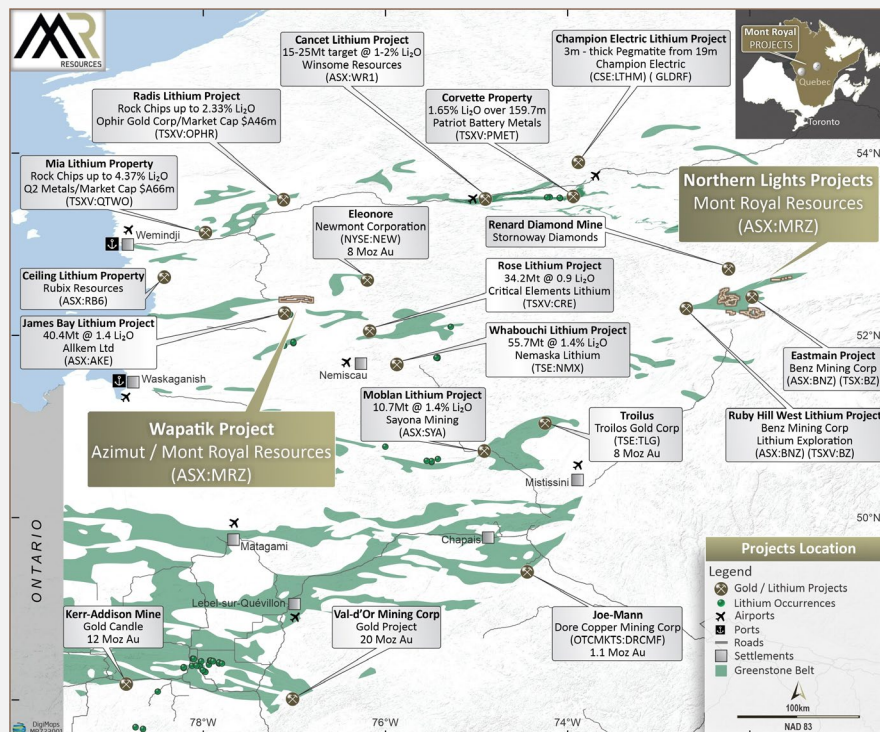 MR
RESOURCES
Cancet Lithium Project
15-25Mt target @ 1-2% Li₂O
Winsome Resources
(ASX:WR1)
Champion Electric Lithium Project
3m - thick Pegmatite from 19m
Champion Electric
(CSE:LTHM) ( GLDRF)
Mont Royal
PROJECTS
Quebec
Toronto
Radis Lithium Project
Rock Chips up to 2.33% Li₂O
Ophir Gold Corp/Market Cap $A46m
(TSXV:OPHR)
Corvette Property
1.65% Li₂O over 159.7m
Patriot Battery Metals
(TSXV:PMET)
54°N
Mia Lithium Property
Rock Chips up to 4.37% Li₂O
Q2 Metals/Market Cap $A66m
(TSXV:QTWO)
Northern Lights Projects
Mont Royal Resources
(ASX:MRZ)
Wemindji
Eleonore
Newmont Corporation
(NYSE:NEW)
8 Moz Au
Renard Diamond Mine
Stornoway Diamonds
Ceiling Lithium Property
Rubix Resources
(ASX:RB6)
Rose Lithium Project
34.2Mt @ 0.9 Li₂O
Critical Elements Lithium
(TSXV:CRE)
James Bay Lithium Project
40.4Mt @ 1.4 Li₂O
Allkem Ltd
(ASX:AKE)
Whabouchi Lithium Project
55.7Mt @ 1.4% Li₂O
Nemaska Lithium
(TSE:NMX)
52°N
Eastmain Project
Benz Mining Corp
(ASX:BNZ) (TSX:BZ)
Nemiscau
Waskaganish
Moblan Lithium Project
10.7Mt @ 1.4% Li₂O
Sayona Mining
(ASX:SYA)
Wapatik Project
Azimut / Mont Royal Resources
(ASX:MRZ)
Troilus
Troilos Gold Corp
(TSE:TLG)
8 Moz Au
Ruby Hill West Lithium Project
Benz Mining Corp
Lithium Exploration
(ASX:BNZ) (TSXV:BZ)
Mistissini
50°N
ONTARIO
Matagami
Chapais
Lebel-sur-Quévillon
Kerr-Addison Mine
Gold Candle
12 Moz Au
Val-d'Or Mining Corp
Gold Project
20 Moz Au
Joe-Mann
Dore Copper Mining Corp
(OTCMKTS:DRCMF)
1.1 Moz Au
Projects Location
Legend
Gold / Lithium Projects
Lithium Occurrences
Airports
Ports
Roads
Settlements
Greenstone Belt
100km
NAD 83
78°W
76°W
74°W
DigiMaps